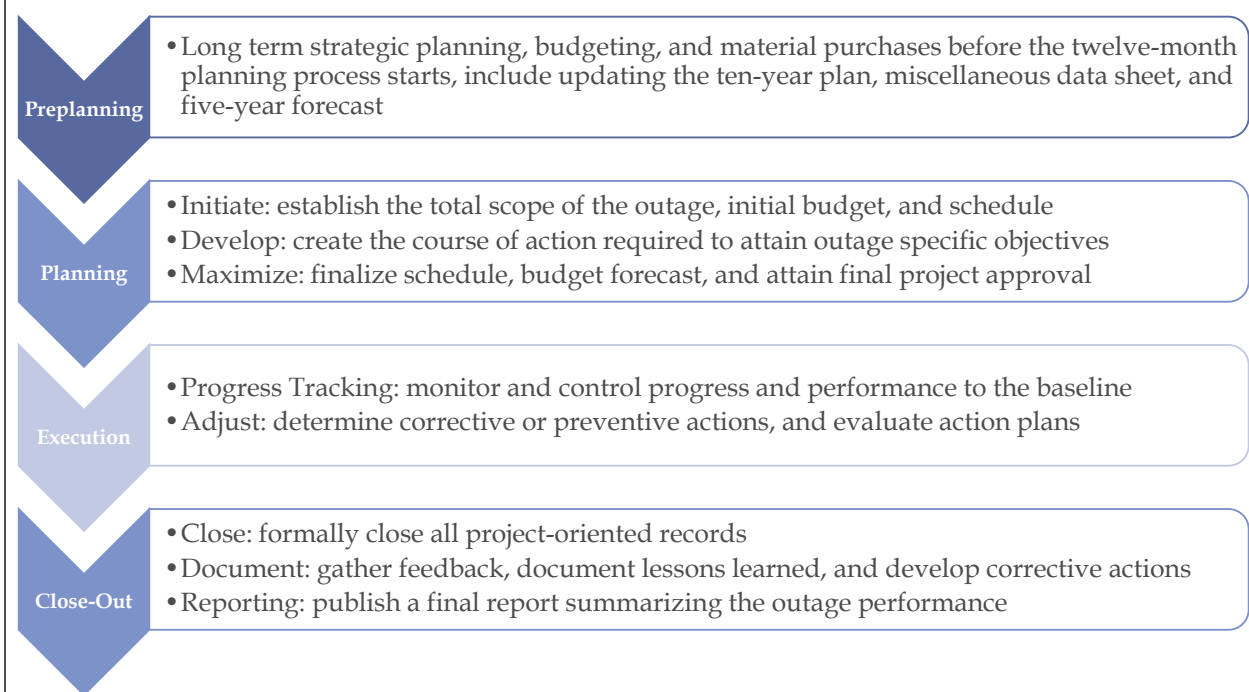 Preplanning
•Long term strategic planning, budgeting, and material purchases before the twelve-month
planning process starts, include updating the ten-year plan, miscellaneous data sheet, and
five-year forecast
Planning
•Initiate: establish the total scope of the outage, initial budget, and schedule
•Develop: create the course of action required to attain outage specific objectives
•Maximize: finalize schedule, budget forecast, and attain final project approval
Execution
•Progress Tracking: monitor and control progress and performance to the baseline
•Adjust: determine corrective or preventive actions, and evaluate action plans
Close-Out
•Close: formally close all project-oriented records
•Document: gather feedback, document lessons learned, and develop corrective actions
•Reporting: publish a final report summarizing the outage performance